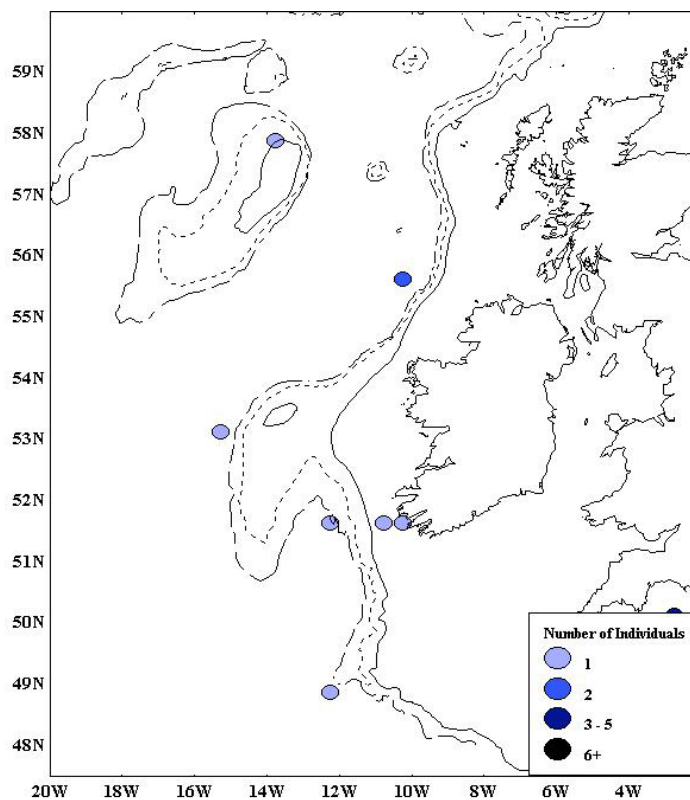 59N
58N
57N
56N
55N
54N
53N
52N
51N
50N
49N
48N
20W 18W 16W 14W 12W 10W 8W 6W 4W
Number of Individuals
1
2
3 - 5
6+